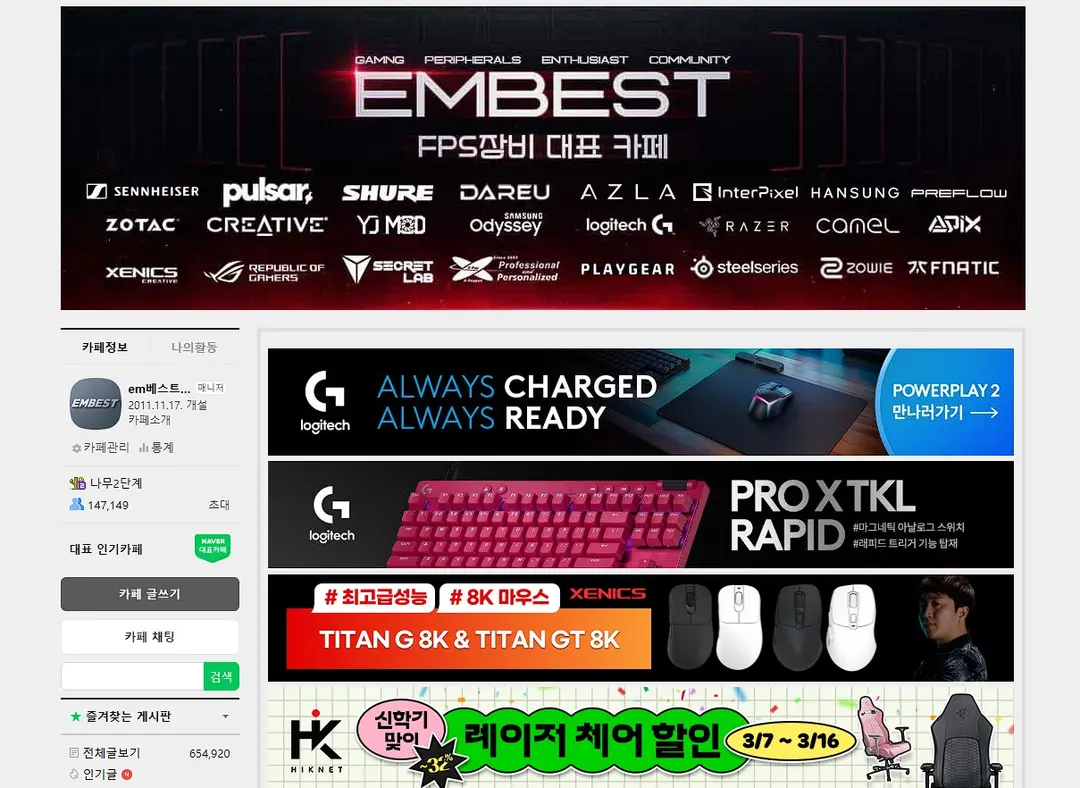 GAMNG PERIPHERALS ENTHUSIAST COMMUNITY
EMBEST
FPS장비 대표 카페
SENNHEISER pulsar SHURE DAREU AZLA InterPixel HANSUNG PREFLOW
ZOTAC CREATIVE YJ MOD SAMSUNG Odyssey logitech G RAZER CAMEL APIX
XENICS CREATIVE REPUBLIC OF GAMERS SECRET LAB Xtrfy Professional and Personalized PLAYGEAR steelseries ZOWIE FNATIC
카페정보 나의활동
EMBEST
em베스트... 매니저
2011.11.17. 개설
카페소개
카페관리 통계
나무2단계
147,149 초대
대표 인기카페 NAVER 대표카페
카페 글쓰기
카페 채팅
검색
즐겨찾는 게시판
전체글보기 654,920
인기글 N
logitech
ALWAYS CHARGED
ALWAYS READY
POWERPLAY 2
만나러가기
logitech
PRO X TKL
RAPID
#마그네틱 아날로그 스위치
#래피드 트리거 기능 탑재
# 최고급성능 # 8K 마우스 XENICS
TITAN G 8K & TITAN GT 8K
HK
HIKNET
신학기
맞이
~32%
레이저 체어 할인
3/7 ~ 3/16